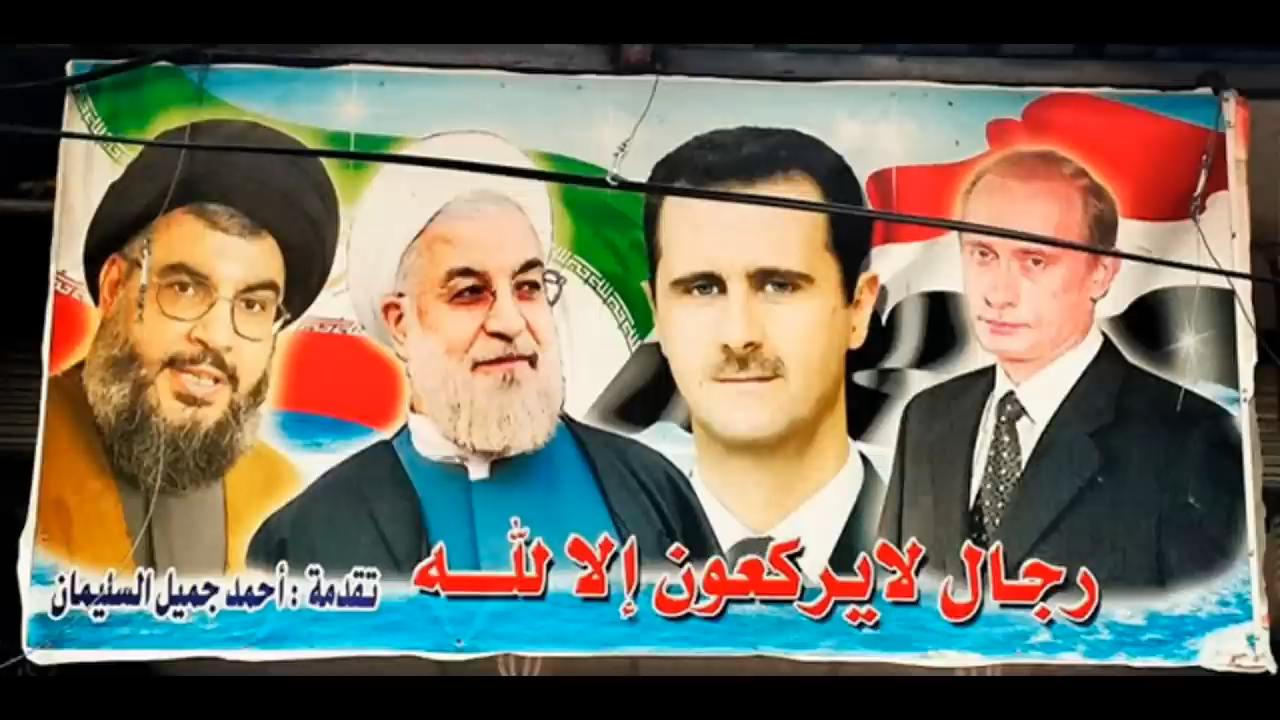 رجال لايركعون إلا لله
تقدمة : أحمد جميل السليمان